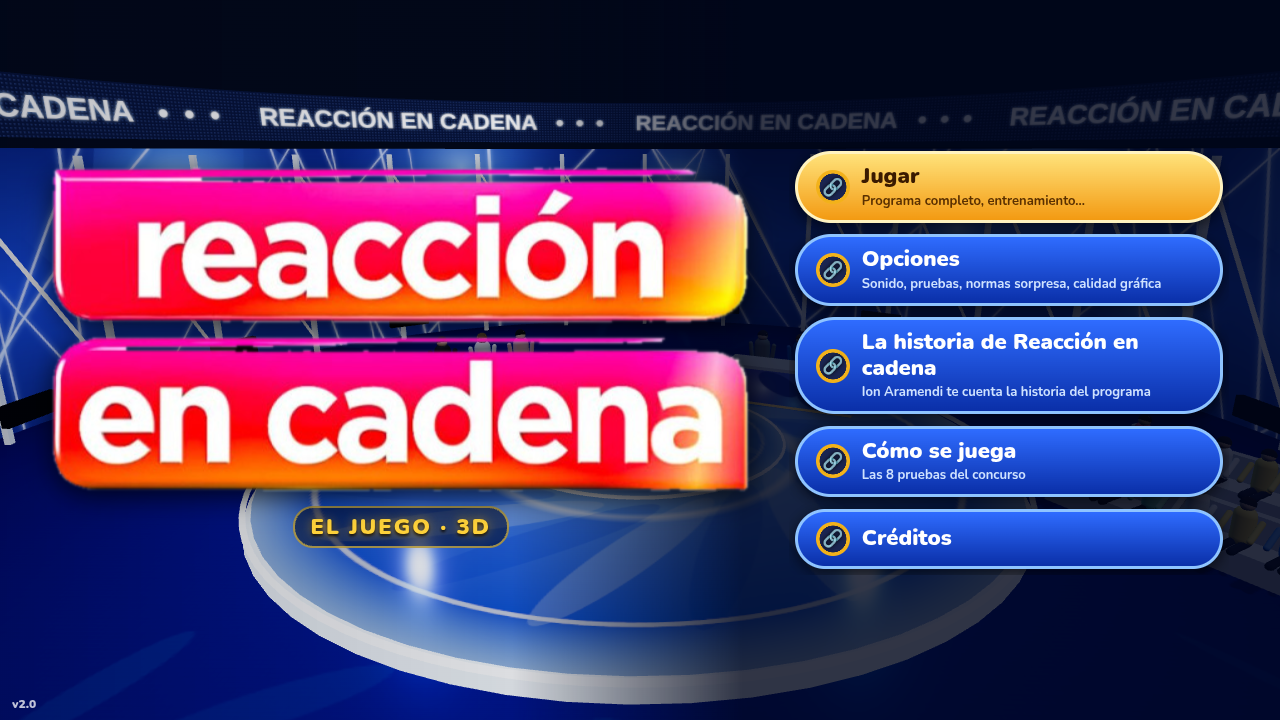 CADENA • • • REACCIÓN EN CADENA • • • REACCIÓN EN CADENA • • • REACCIÓN EN CA
reacción
en cadena
EL JUEGO · 3D
Jugar
Programa completo, entrenamiento...
Opciones
Sonido, pruebas, normas sorpresa, calidad gráfica
La historia de Reacción en
cadena
Ion Aramendi te cuenta la historia del programa
Cómo se juega
Las 8 pruebas del concurso
Créditos
v2.0